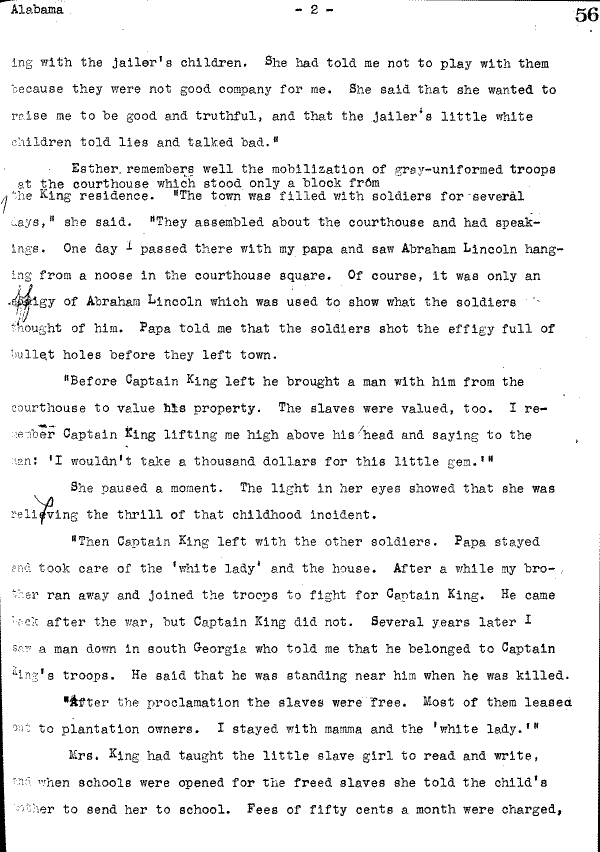 Alabama - 2 - 56
ing with the jailer's children. She had told me not to play with them
because they were not good company for me. She said that she wanted to
raise me to be good and truthful, and that the jailer's little white
children told lies and talked bad."
Esther remembers well the mobilization of gray-uniformed troops
at the courthouse which stood only a block from
the King residence. "The town was filled with soldiers for several
days," she said. "They assembled about the courthouse and had speak-
ings. One day I passed there with my papa and saw Abraham Lincoln hang-
ing from a noose in the courthouse square. Of course, it was only an
effigy of Abraham Lincoln which was used to show what the soldiers
thought of him. Papa told me that the soldiers shot the effigy full of
bullet holes before they left town.
"Before Captain King left he brought a man with him from the
courthouse to value his property. The slaves were valued, too. I re-
member Captain King lifting me high above his head and saying to the
man: 'I wouldn't take a thousand dollars for this little gem.'"
She paused a moment. The light in her eyes showed that she was
reliving the thrill of that childhood incident.
"Then Captain King left with the other soldiers. Papa stayed
and took care of the 'white lady' and the house. After a while my bro-
ther ran away and joined the troops to fight for Captain King. He came
back after the war, but Captain King did not. Several years later I
saw a man down in south Georgia who told me that he belonged to Captain
King's troops. He said that he was standing near him when he was killed.
"After the proclamation the slaves were free. Most of them leased
out to plantation owners. I stayed with mamma and the 'white lady.'"
Mrs. King had taught the little slave girl to read and write,
and when schools were opened for the freed slaves she told the child's
mother to send her to school. Fees of fifty cents a month were charged,